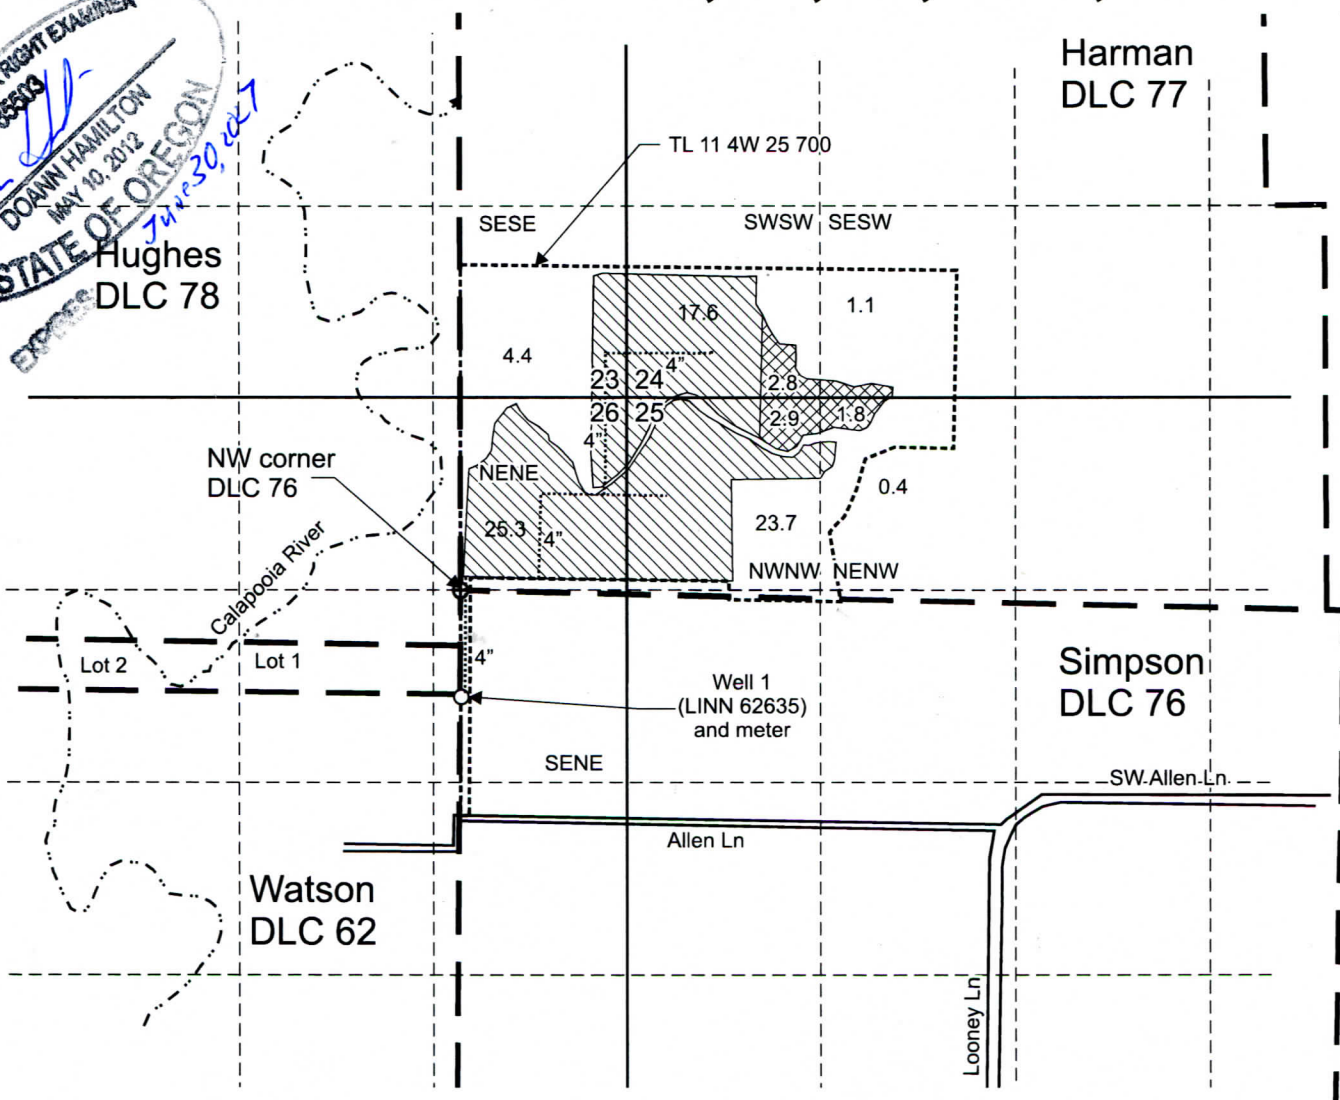 RIGHT EXAMINER
65503
DOANN HAMILTON
MAY 10, 2012
STATE OF OREGON
EXPIRES
June 30, 2027
Harman
DLC 77
TL 11 4W 25 700
SESE
SWSW
SESW
Hughes
DLC 78
17.6
1.1
4.4
4"
23
24
2.8
26
25
2.9
1.8
4"
NW corner
DLC 76
NENE
0.4
25.3
4"
23.7
NWNW
NENW
Calapooia River
Lot 2
Lot 1
4"
Well 1
(LINN 62635)
and meter
Simpson
DLC 76
SENE
SW Allen Ln
Allen Ln
Watson
DLC 62
Looney Ln